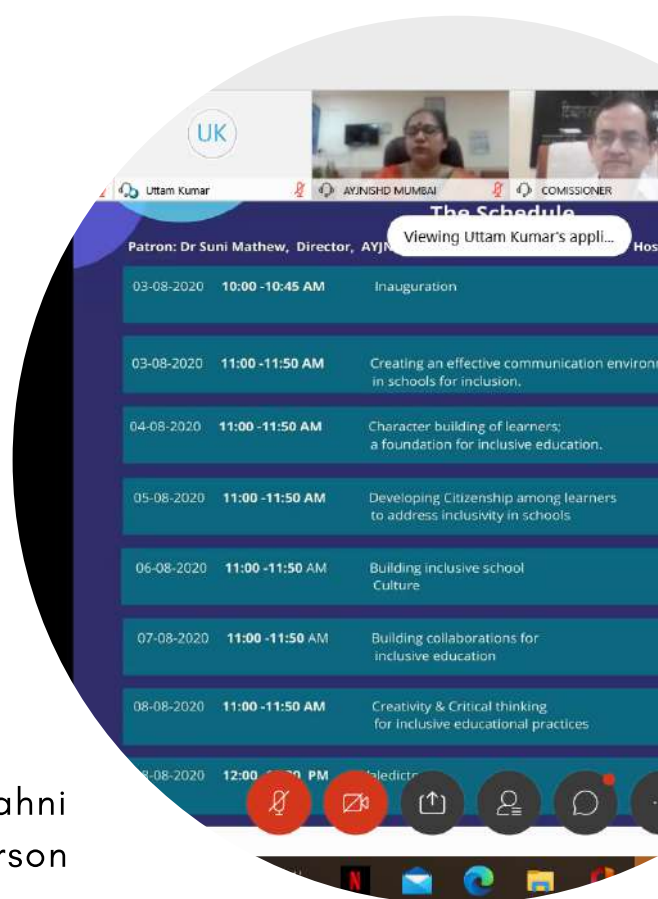 UK
Uttam Kumar
AYJNISHD MUMBAI
COMISSIONER
The Schedule
Viewing Uttam Kumar's appli...
Patron: Dr Suni Mathew, Director,
03-08-2020 10:00 -10:45 AM Inauguration
03-08-2020 11:00 -11:50 AM Creating an effective communication
in schools for inclusion.
04-08-2020 11:00 -11:50 AM Character building of learners;
a foundation for inclusive education.
05-08-2020 11:00 -11:50 AM Developing Citizenship among learners
to address inclusivity in schools
06-08-2020 11:00 -11:50 AM Building inclusive school
Culture
07-08-2020 11:00 -11:50 AM Building collaborations for
inclusive education
08-08-2020 11:00 -11:50 AM Creativity & Critical thinking
for inclusive educational practices
12:00 PM
ahni
rson